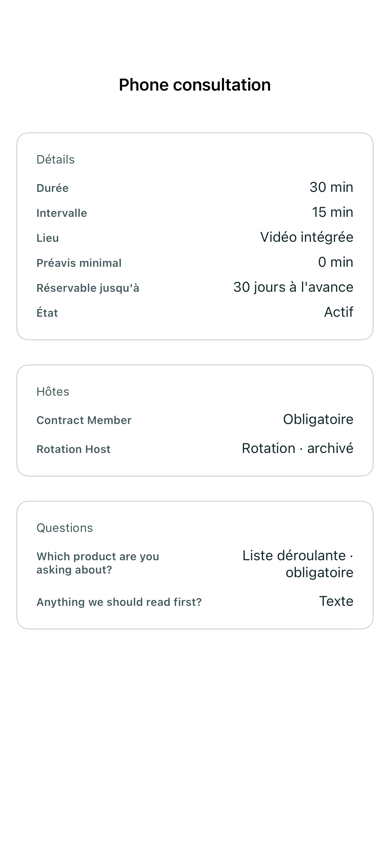 Phone consultation
Détails
Durée 30 min
Intervalle 15 min
Lieu Vidéo intégrée
Préavis minimal 0 min
Réservable jusqu'à 30 jours à l'avance
État Actif
Hôtes
Contract Member Obligatoire
Rotation Host Rotation · archivé
Questions
Which product are you Liste déroulante ·
asking about? obligatoire
Anything we should read first? Texte